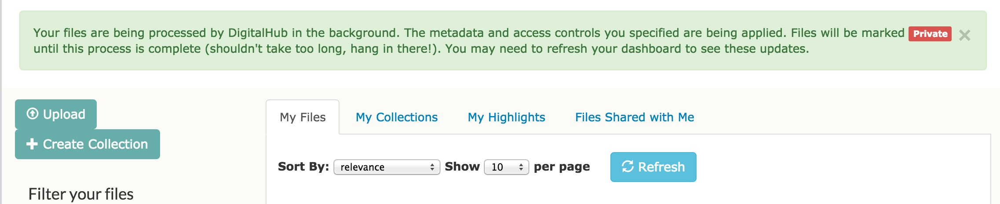 Your files are being processed by DigitalHub in the background. The metadata and access controls you specified are being applied. Files will be marked Private
until this process is complete (shouldn't take too long, hang in there!). You may need to refresh your dashboard to see these updates.
Upload
Create Collection
Filter your files
My Files My Collections My Highlights Files Shared with Me
Sort By: relevance Show 10 per page Refresh